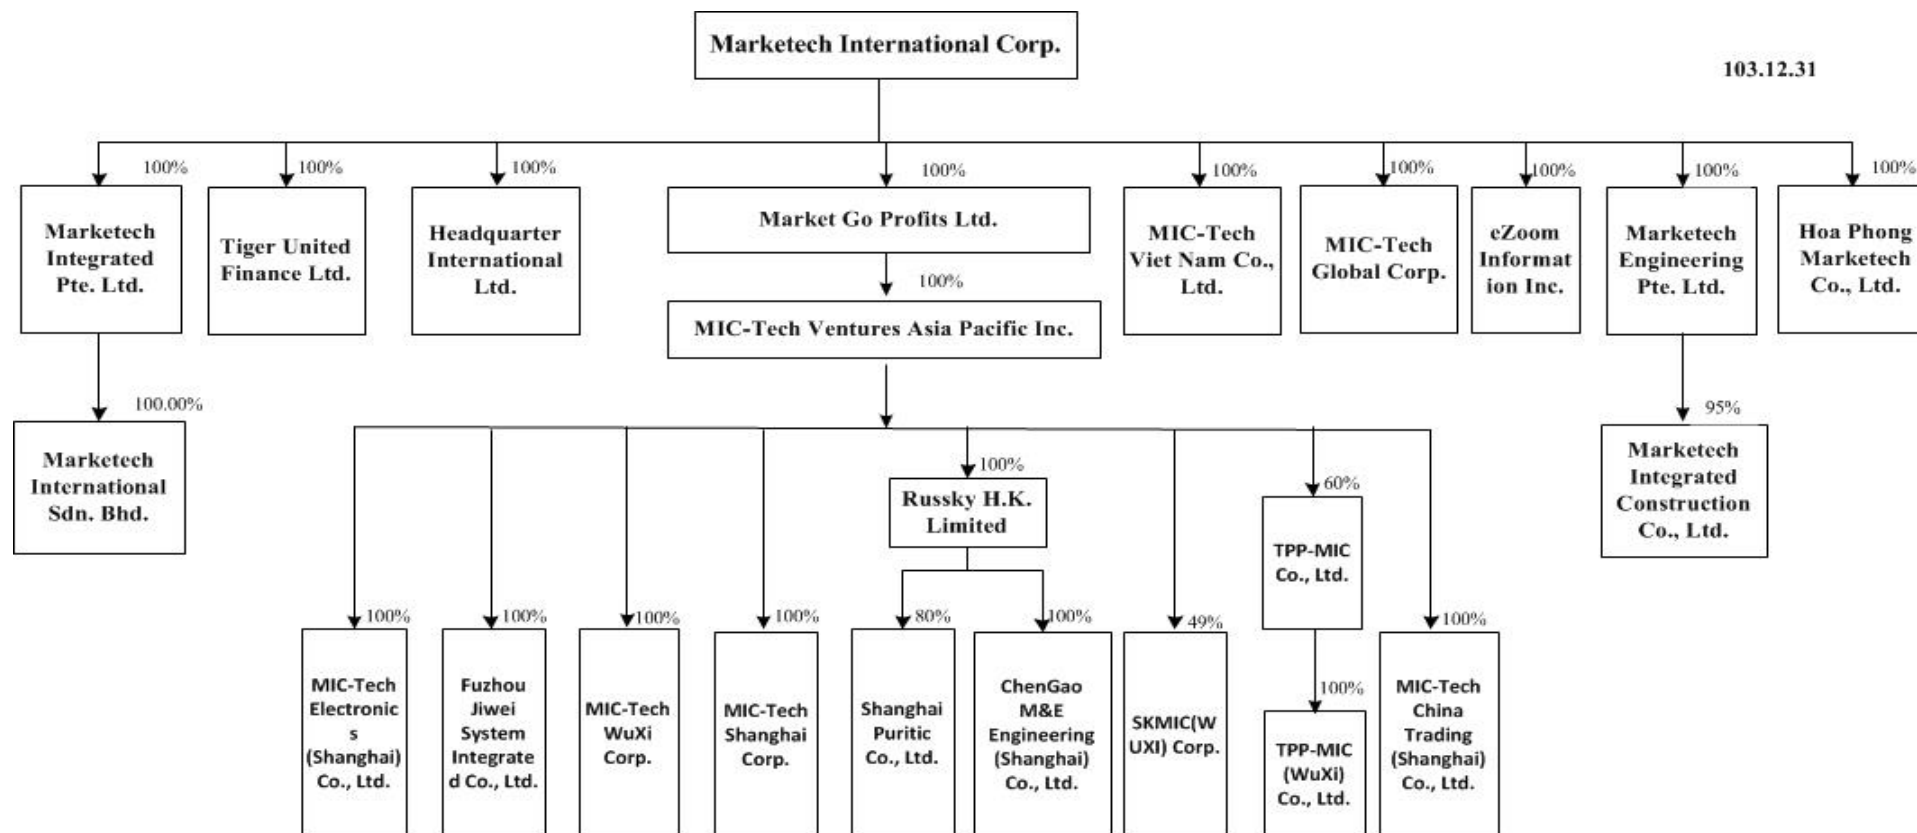 Marketech International Corp.
103.12.31
100%
100%
100%
100%
100%
100%
100%
100%
100%
Marketech
Integrated
Pte. Ltd.
Tiger United
Finance Ltd.
Headquarter
International
Ltd.
Market Go Profits Ltd.
MIC-Tech
Viet Nam Co.,
Ltd.
MIC-Tech
Global Corp.
eZoom
Informat
ion Inc.
Marketech
Engineering
Pte. Ltd.
Hoa Phong
Marketech
Co., Ltd.
100%
MIC-Tech Ventures Asia Pacific Inc.
100.00%
95%
Marketech
International
Sdn. Bhd.
Marketech
Integrated
Construction
Co., Ltd.
100%
Russky H.K.
Limited
60%
TPP-MIC
Co., Ltd.
100%
100%
100%
100%
80%
100%
49%
100%
MIC-Tech
Electronic
s
(Shanghai)
Co., Ltd.
Fuzhou
Jiwei
System
Integrate
d Co., Ltd.
MIC-Tech
WuXi
Corp.
MIC-Tech
Shanghai
Corp.
Shanghai
Puritic
Co., Ltd.
ChenGao
M&E
Engineering
(Shanghai)
Co., Ltd.
SKMIC(W
UXI) Corp.
100%
TPP-MIC
(WuXi)
Co., Ltd.
MIC-Tech
China
Trading
(Shanghai)
Co., Ltd.